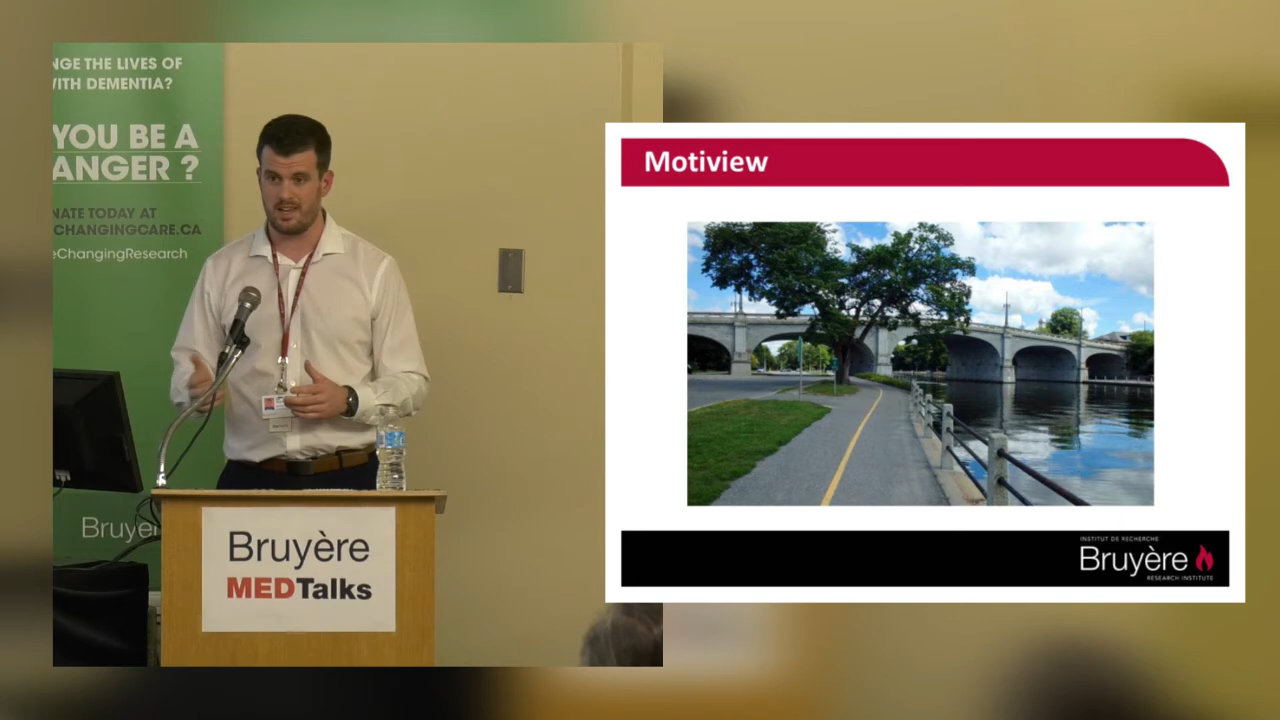 NGE THE LIVES OF
WITH DEMENTIA?
YOU BE A
ANGER ?
NATE TODAY AT
CHANGINGCARE.CA
eChangingResearch
Bruyè
Bruyère
MEDTalks
Motiview
INSTITUT DE RECHERCHE
Bruyère
RESEARCH INSTITUTE